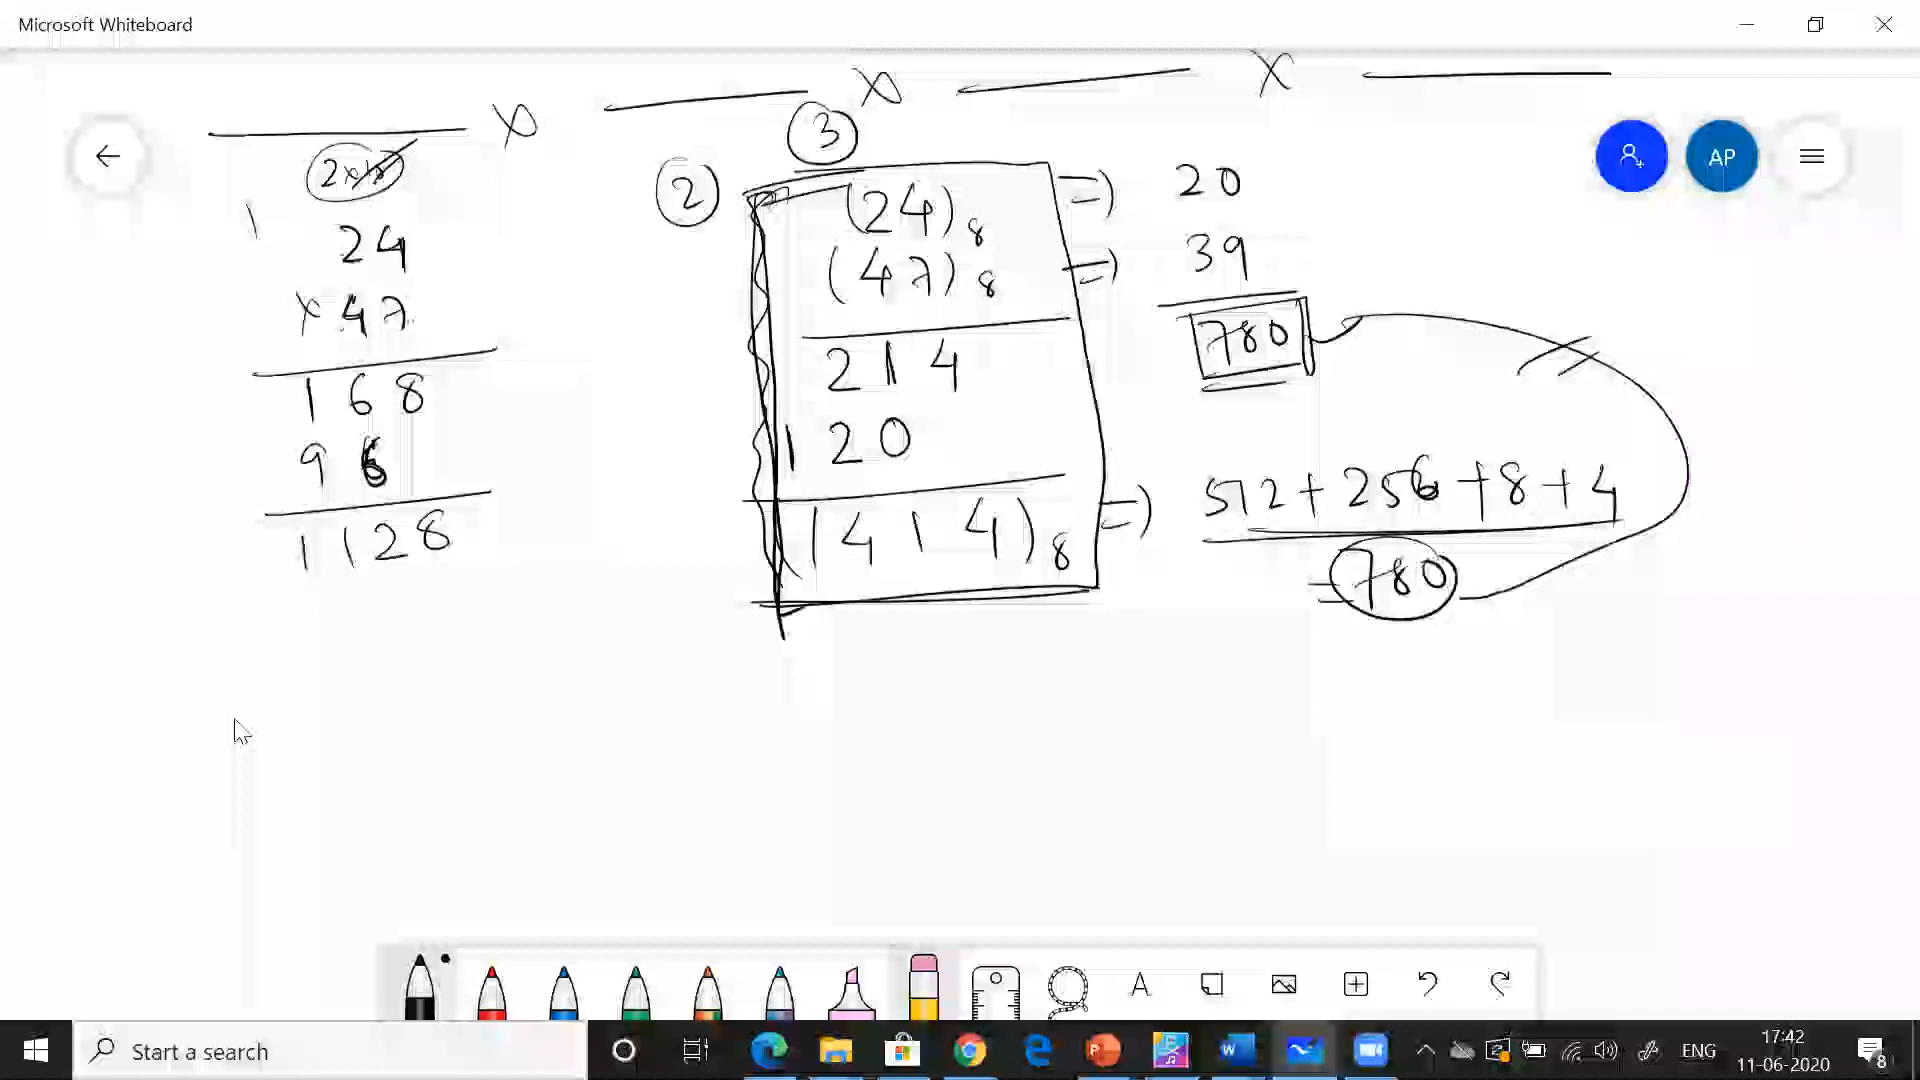 Microsoft Whiteboard
x x x
24
x 47
168
96
1128
3
2
(24)8 => 20
(47)8 => 39
780
214
120
(1414)8 => 512 + 256 + 8 + 4
= 780
AP
A
Start a search
ENG
17:42
11-06-2020
8